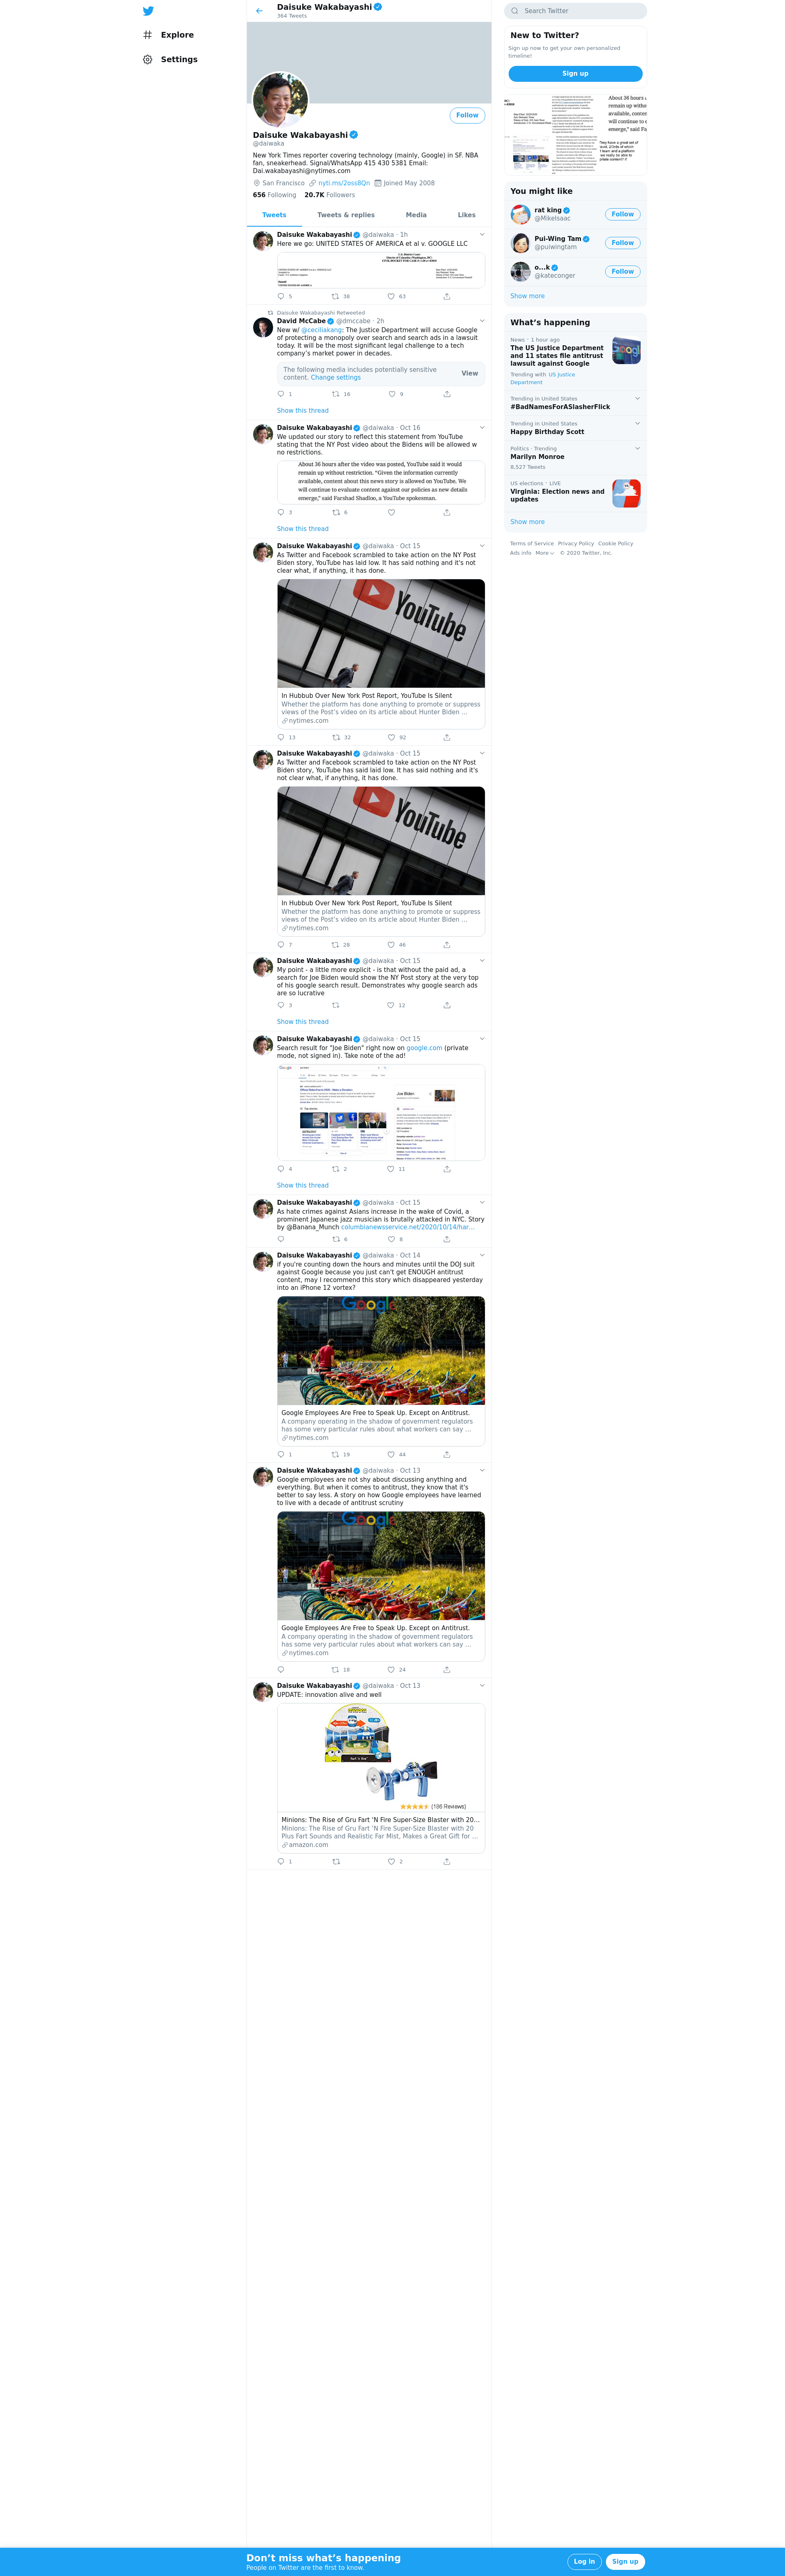 Explore
Settings
Daisuke Wakabayashi
364 Tweets
Follow
Daisuke Wakabayashi
@daiwaka
New York Times reporter covering technology (mainly, Google) in SF. NBA
fan, sneakerhead. Signal/WhatsApp 415 430 5381 Email:
Dai.wakabayashi@nytimes.com
San Francisco nyti.ms/2oss8Qn Joined May 2008
656 Following 20.7K Followers
Tweets Tweets & replies Media Likes
Daisuke Wakabayashi @daiwaka · 1h
Here we go: UNITED STATES OF AMERICA et al v. GOOGLE LLC
5 38 63
Daisuke Wakabayashi Retweeted
David McCabe @dmccabe · 2h
New w/ @ceciliakang: The Justice Department will accuse Google
of protecting a monopoly over search and search ads in a lawsuit
today. It will be the most significant legal challenge to a tech
company's market power in decades.
The following media includes potentially sensitive
content. Change settings
View
1 16 9
Show this thread
Daisuke Wakabayashi @daiwaka · Oct 16
We updated our story to reflect this statement from YouTube
stating that the NY Post video about the Bidens will be allowed w
no restrictions.
About 36 hours after the video was posted, YouTube said it would
remain up without restriction. "Given the information currently
available, content about this news story is allowed on YouTube. We
will continue to evaluate content against our policies as new details
emerge," said Farshad Shadloo, a YouTube spokesman.
3 6
Show this thread
Daisuke Wakabayashi @daiwaka · Oct 15
As Twitter and Facebook scrambled to take action on the NY Post
Biden story, YouTube has laid low. It has said nothing and it's not
clear what, if anything, it has done.
YouTube
In Hubbub Over New York Post Report, YouTube Is Silent
Whether the platform has done anything to promote or suppress
views of the Post's video on its article about Hunter Biden ...
nytimes.com
13 32 92
Daisuke Wakabayashi @daiwaka · Oct 15
As Twitter and Facebook scrambled to take action on the NY Post
Biden story, YouTube has said laid low. It has said nothing and it's
not clear what, if anything, it has done.
YouTube
In Hubbub Over New York Post Report, YouTube Is Silent
Whether the platform has done anything to promote or suppress
views of the Post's video on its article about Hunter Biden ...
nytimes.com
7 28 46
Daisuke Wakabayashi @daiwaka · Oct 15
My point - a little more explicit - is that without the paid ad, a
search for Joe Biden would show the NY Post story at the very top
of his google search result. Demonstrates why google search ads
are so lucrative
3 12
Show this thread
Daisuke Wakabayashi @daiwaka · Oct 15
Search result for "Joe Biden" right now on google.com (private
mode, not signed in). Take note of the ad!
Google
Joe Biden
4 2 11
Show this thread
Daisuke Wakabayashi @daiwaka · Oct 15
As hate crimes against Asians increase in the wake of Covid, a
prominent Japanese jazz musician is brutally attacked in NYC. Story
by @Banana_Munch columbianewsservice.net/2020/10/14/har...
6 8
Daisuke Wakabayashi @daiwaka · Oct 14
if you're counting down the hours and minutes until the DOJ suit
against Google because you just can't get ENOUGH antitrust
content, may I recommend this story which disappeared yesterday
into an iPhone 12 vortex?
Google
Google Employees Are Free to Speak Up. Except on Antitrust.
A company operating in the shadow of government regulators
has some very particular rules about what workers can say ...
nytimes.com
1 19 44
Daisuke Wakabayashi @daiwaka · Oct 13
Google employees are not shy about discussing anything and
everything. But when it comes to antitrust, they know that it's
better to say less. A story on how Google employees have learned
to live with a decade of antitrust scrutiny
Google
Google Employees Are Free to Speak Up. Except on Antitrust.
A company operating in the shadow of government regulators
has some very particular rules about what workers can say ...
nytimes.com
18 24
Daisuke Wakabayashi @daiwaka · Oct 13
UPDATE: innovation alive and well
(186 Reviews)
Minions: The Rise of Gru Fart 'N Fire Super-Size Blaster with 20...
Minions: The Rise of Gru Fart 'N Fire Super-Size Blaster with 20
Plus Fart Sounds and Realistic Far Mist, Makes a Great Gift for ...
amazon.com
1 2
Search Twitter
New to Twitter?
Sign up now to get your own personalized
timeline!
Sign up
About 36 hours
remain up witho
available, conten
will continue to e
emerge," said Fa
You might like
rat king
@MikeIsaac
Follow
Pui-Wing Tam
@puiwingtam
Follow
o...k
@kateconger
Follow
Show more
What's happening
News · 1 hour ago
The US Justice Department
and 11 states file antitrust
lawsuit against Google
Trending with US Justice
Department
Trending in United States
#BadNamesForASlasherFlick
Trending in United States
Happy Birthday Scott
Politics · Trending
Marilyn Monroe
8,527 Tweets
US elections · LIVE
Virginia: Election news and
updates
Show more
Terms of Service Privacy Policy Cookie Policy
Ads info More © 2020 Twitter, Inc.
Don't miss what's happening
People on Twitter are the first to know.
Log in Sign up